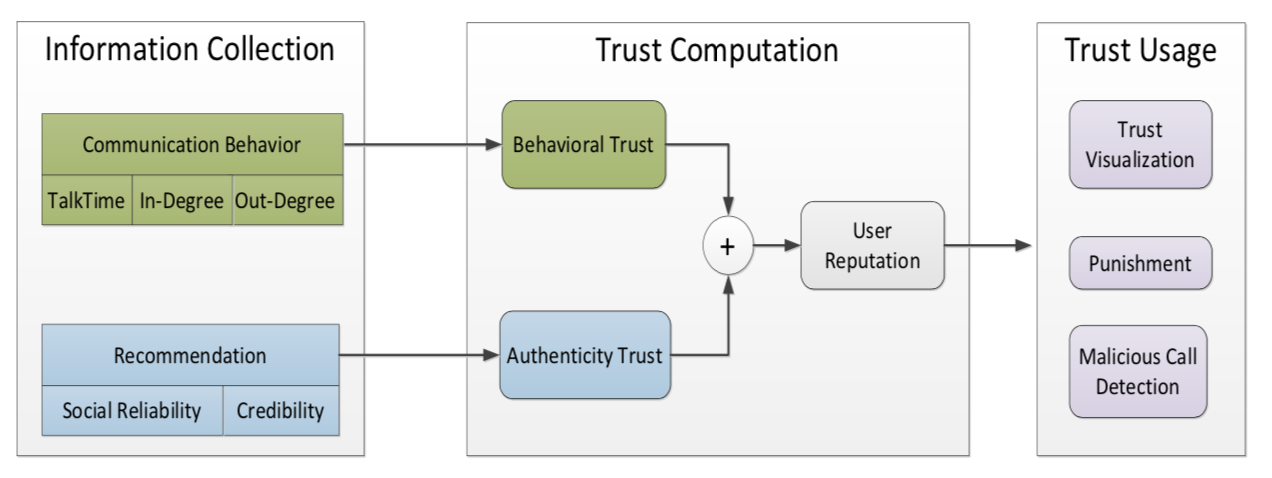 Information Collection
Communication Behavior
TalkTime
In-Degree
Out-Degree
Recommendation
Social Reliability
Credibility
Trust Computation
Behavioral Trust
Authenticity Trust
+
User
Reputation
Trust Usage
Trust
Visualization
Punishment
Malicious Call
Detection